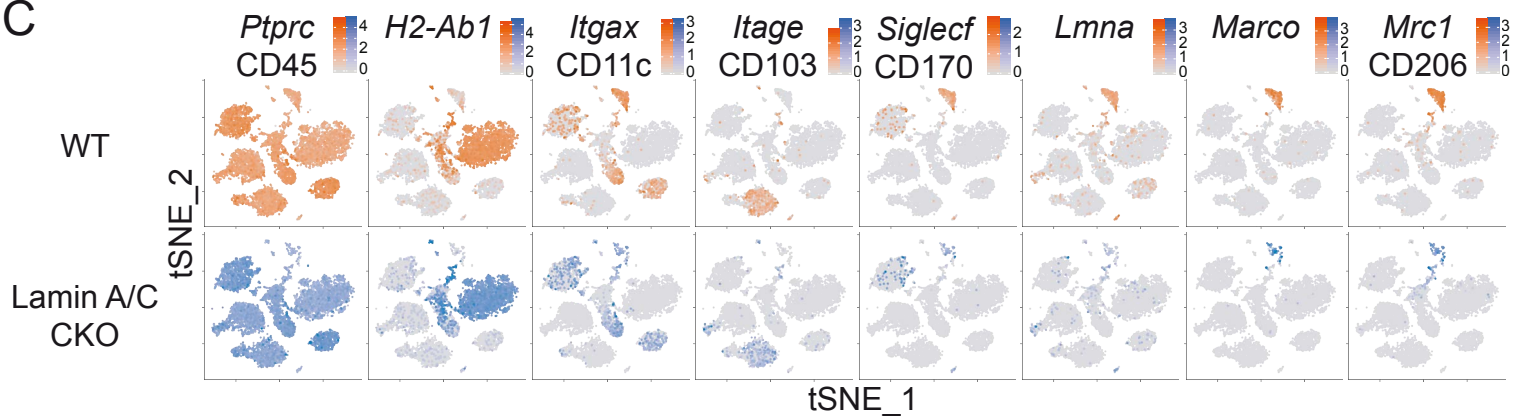 C
Ptprc H2-Ab1 Itgax Itage Siglecf Lmna Marco Mrc1
CD45 CD11c CD103 CD170 CD206
4 2 0
4 2 0
3 2 1 0
3 2 1 0
2 1 0
3 2 1 0
3 2 1 0
3 2 1 0
WT
Lamin A/C
CKO
tSNE_2
tSNE_1